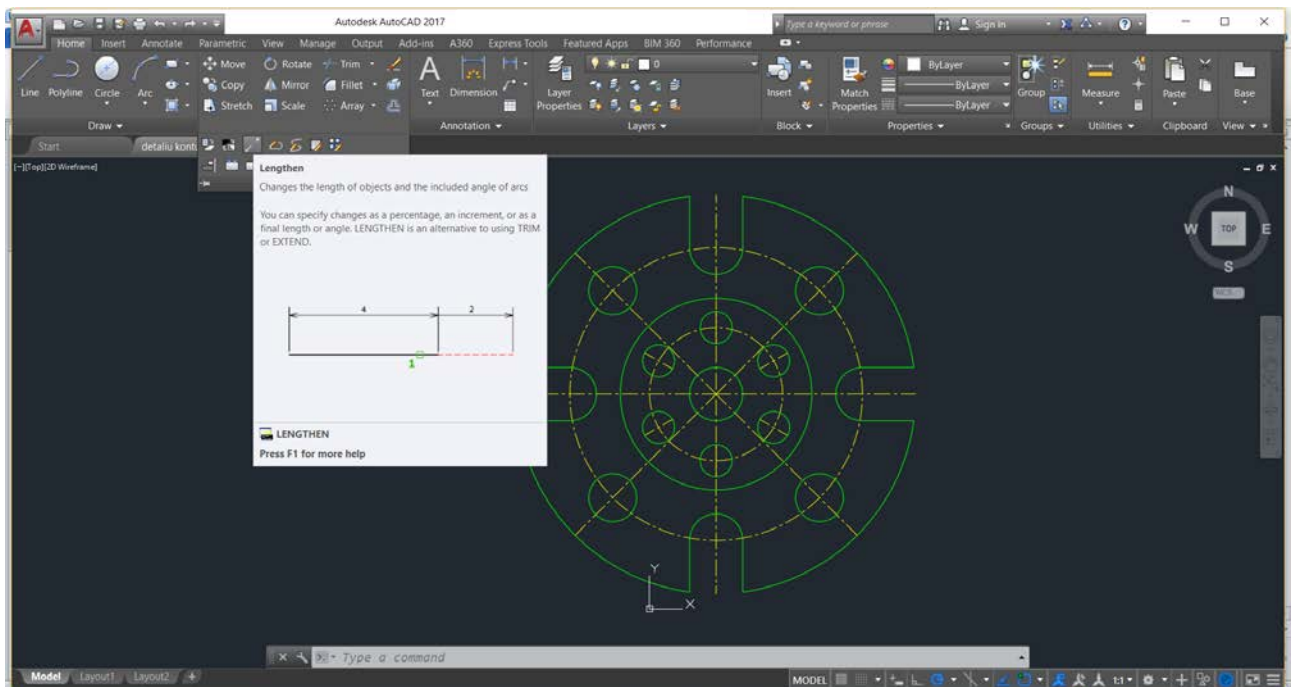 Autodesk AutoCAD 2017
Type a keyword or phrase
Sign In
Home Insert Annotate Parametric View Manage Output Add-ins A360 Express Tools Featured Apps BIM 360 Performance
Line Polyline Circle Arc
Move Rotate Trim
Copy Mirror Fillet
Stretch Scale Array
Text Dimension
Layer Properties
0
Insert
Match Properties
ByLayer
ByLayer
ByLayer
Group
Measure
Paste
Base
Draw Annotation Layers Block Properties Groups Utilities Clipboard View
Start
[-][Top][2D Wireframe]
Lengthen
Changes the length of objects and the included angle of arcs
You can specify changes as a percentage, an increment, or as a
final length or angle. LENGTHEN is an alternative to using TRIM
or EXTEND.
4 2
1
LENGTHEN
Press F1 for more help
N
W TOP E
S
Y
X
Type a command
Model Layout1 Layout2
MODEL
1:1